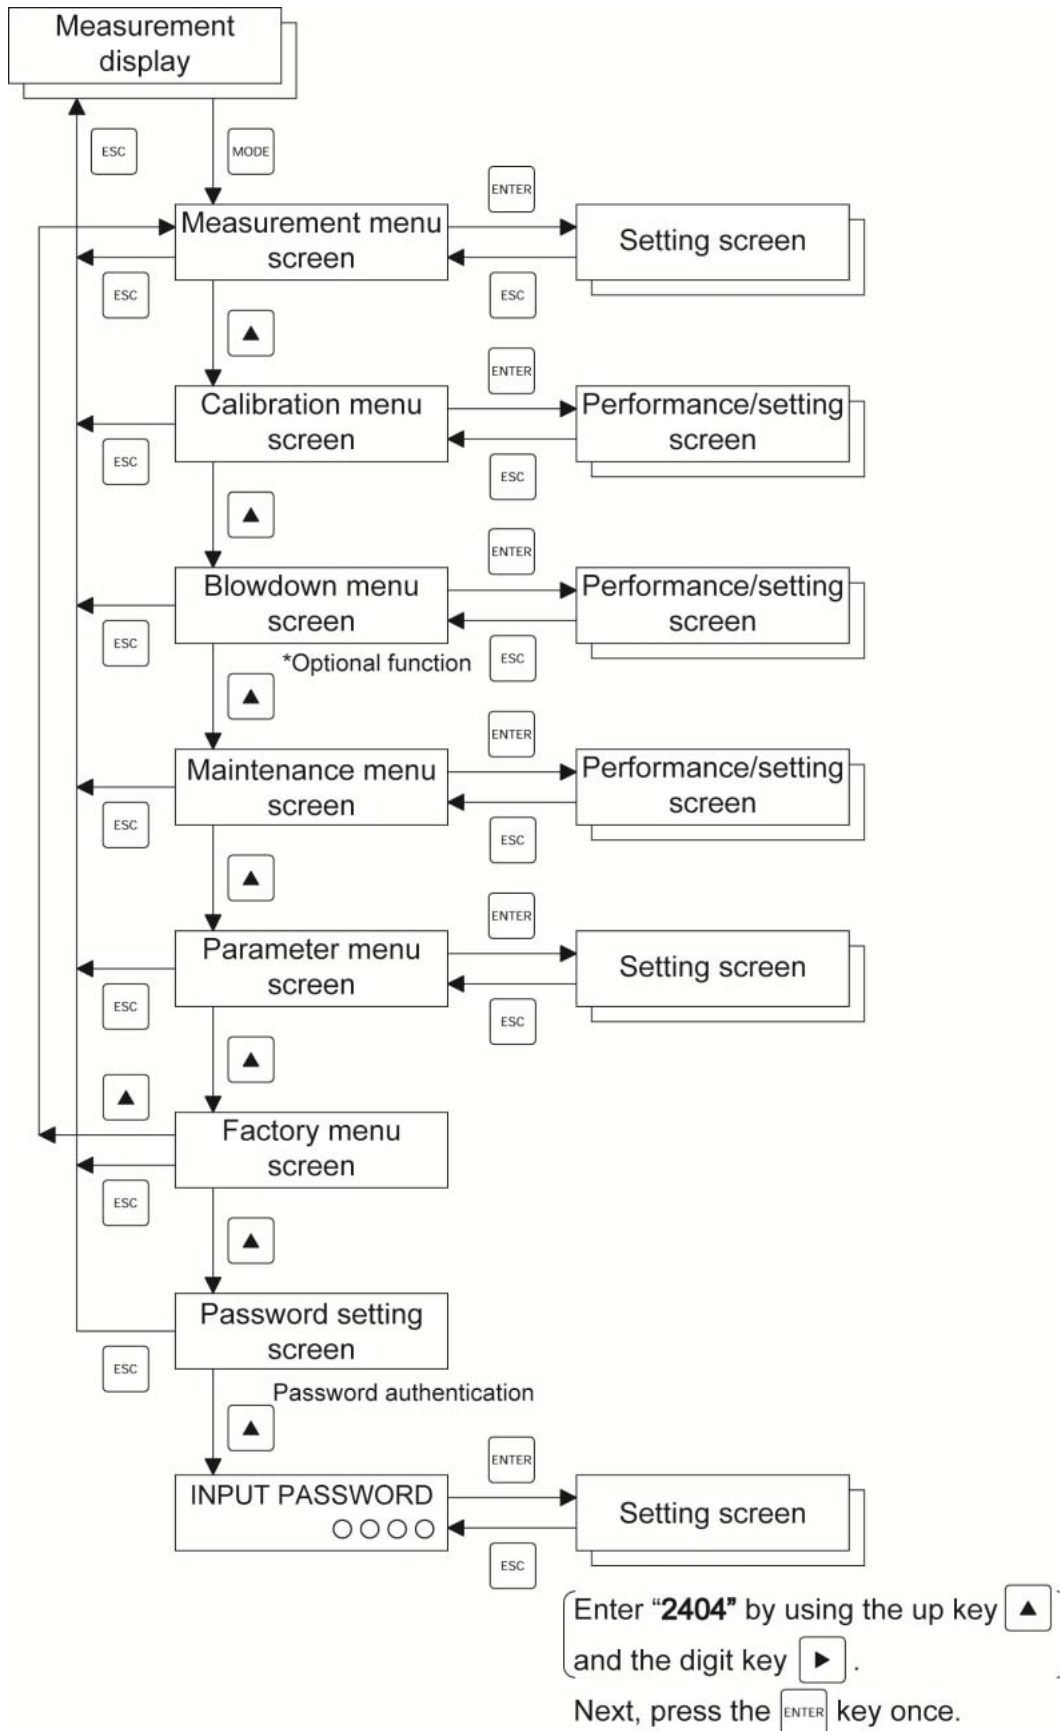 Measurement
display
ESC
MODE
ENTER
Measurement menu
screen
Setting screen
ESC
ESC
▲
ENTER
Calibration menu
screen
Performance/setting
screen
ESC
ESC
▲
ENTER
Blowdown menu
screen
Performance/setting
screen
ESC
*Optional function
ESC
▲
ENTER
Maintenance menu
screen
Performance/setting
screen
ESC
ESC
▲
ENTER
Parameter menu
screen
Setting screen
ESC
ESC
▲
▲
Factory menu
screen
ESC
▲
Password setting
screen
ESC
Password authentication
▲
ENTER
INPUT PASSWORD
○○○○
Setting screen
ESC
Enter “2404” by using the up key ▲
and the digit key ▶ .
Next, press the ENTER key once.